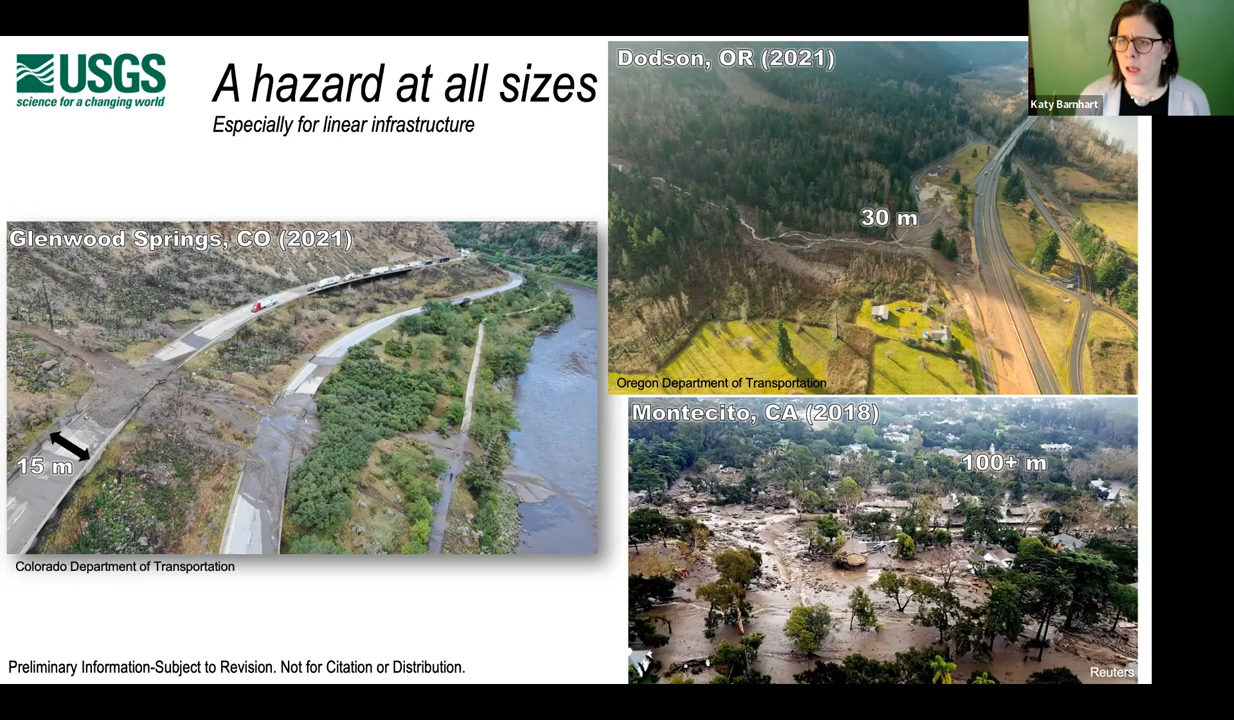 USGS
science for a changing world
A hazard at all sizes
Especially for linear infrastructure
Dodson, OR (2021)
Katy Barnhart
30 m
Oregon Department of Transportation
Glenwood Springs, CO (2021)
15 m
Colorado Department of Transportation
Montecito, CA (2018)
100+ m
Reuters
Preliminary Information-Subject to Revision. Not for Citation or Distribution.